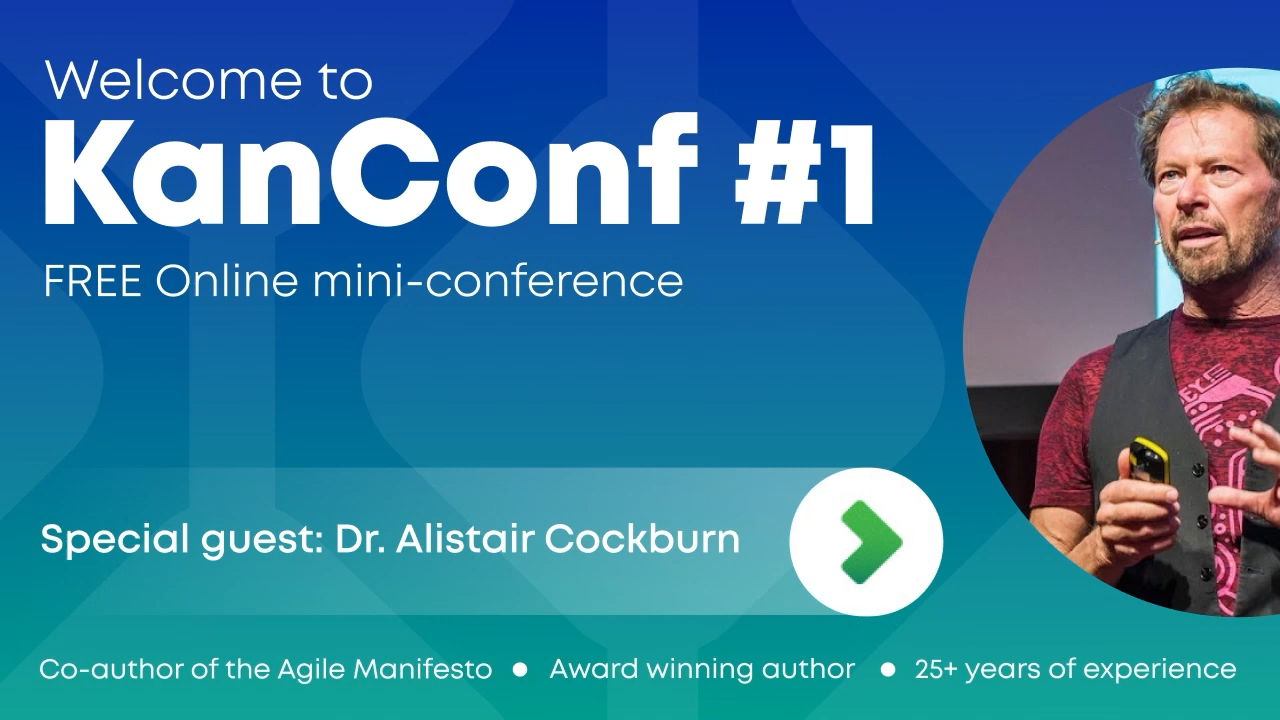 Welcome to
KanConf #1
FREE Online mini-conference
Special guest: Dr. Alistair Cockburn
Co-author of the Agile Manifesto ● Award winning author ● 25+ years of experience